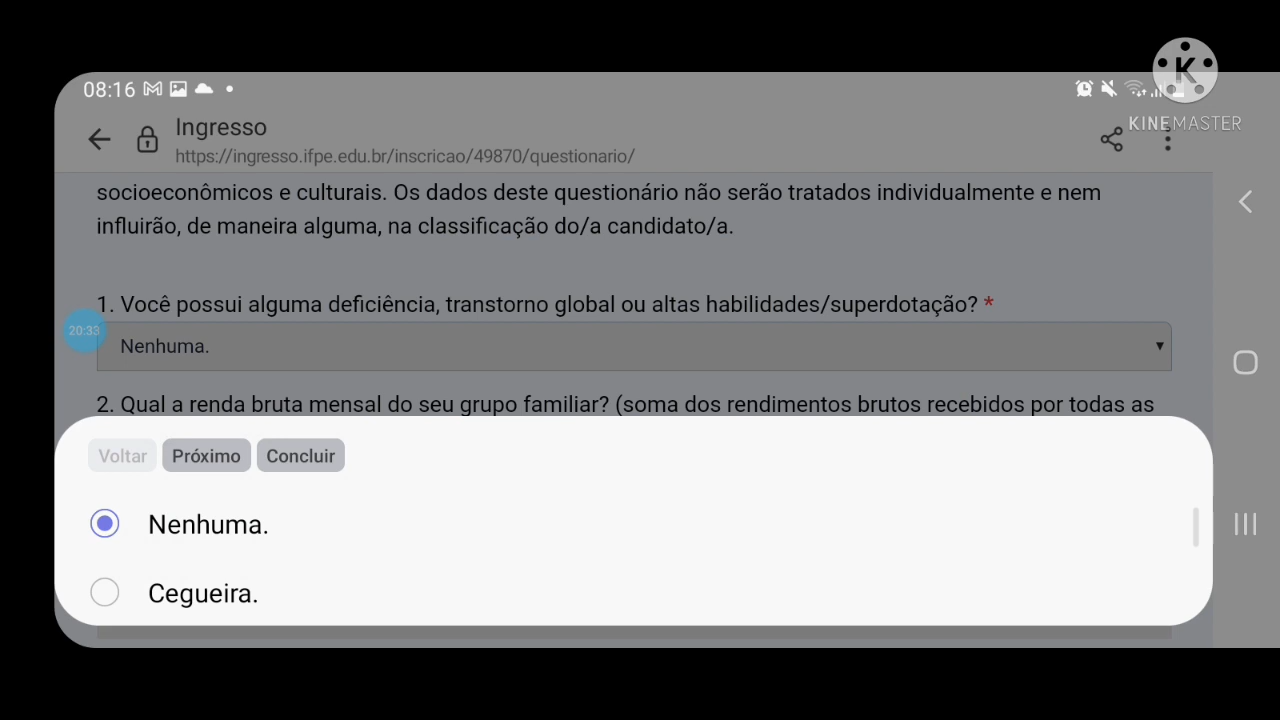 08:16
KINEMASTER
Ingresso
https://ingresso.ifpe.edu.br/inscricao/49870/questionario/
socioeconômicos e culturais. Os dados deste questionário não serão tratados individualmente e nem
influirão, de maneira alguma, na classificação do/a candidato/a.
1. Você possui alguma deficiência, transtorno global ou altas habilidades/superdotação? *
20:33
Nenhuma.
2. Qual a renda bruta mensal do seu grupo familiar? (soma dos rendimentos brutos recebidos por todas as
Voltar Próximo Concluir
Nenhuma.
Cegueira.